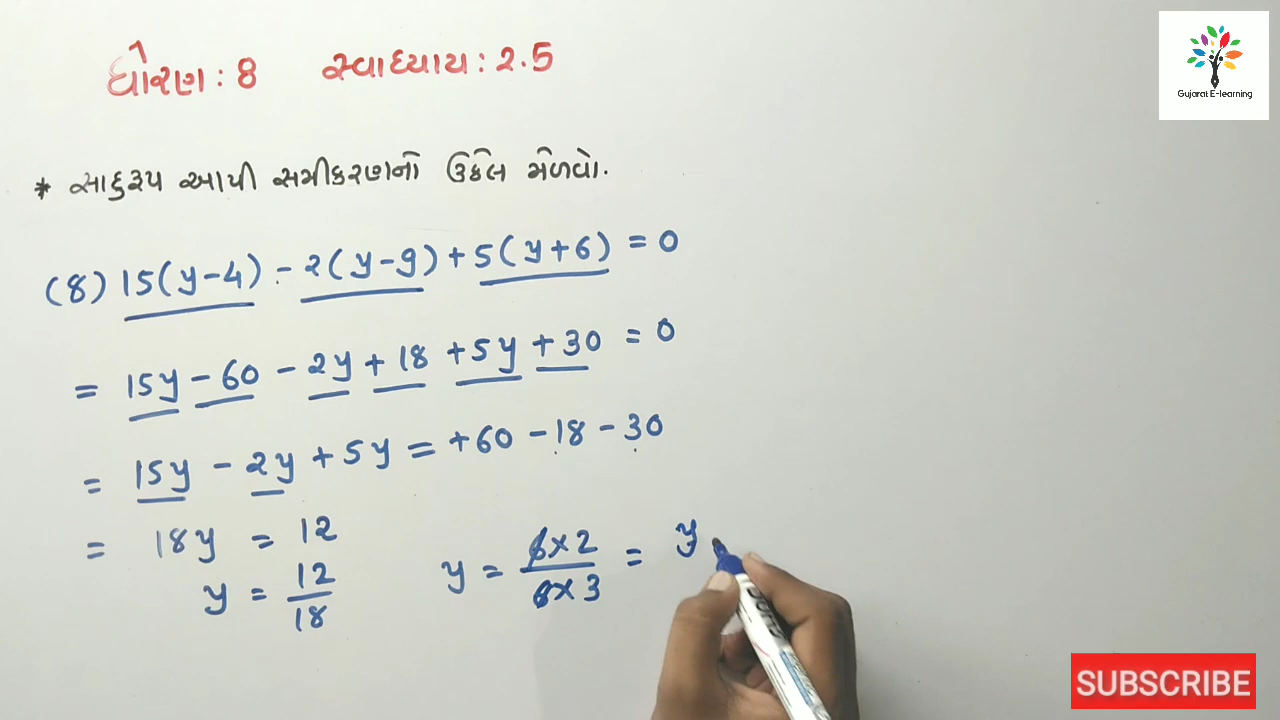 ધોરણ : 8 સ્વાધ્યાય : ૨.5
Gujarat E-learning
* સાદુરૂપ આપી સમીકરણનો ઉકેલ મેળવો.
(8) 15(y-4) - 2(y-9) + 5(y+6) = 0
= 15y - 60 - 2y + 18 + 5y + 30 = 0
= 15y - 2y + 5y = +60 - 18 - 30
= 18y = 12
y = 12/18
y = 6×2/6×3 = y
SUBSCRIBE